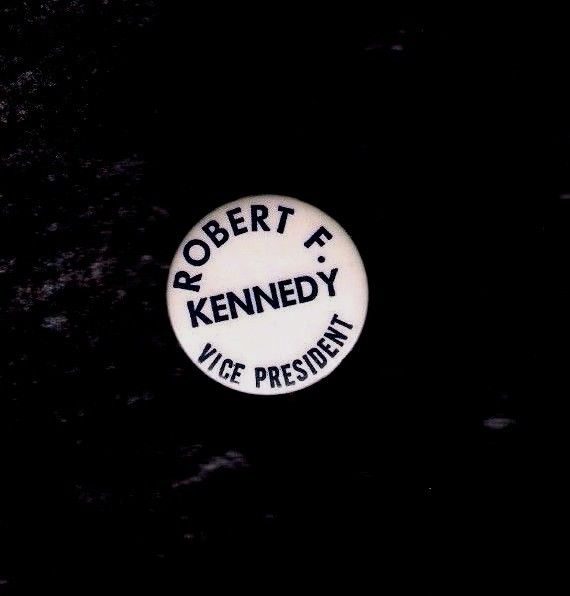 ROBERT F.
KENNEDY
VICE PRESIDENT